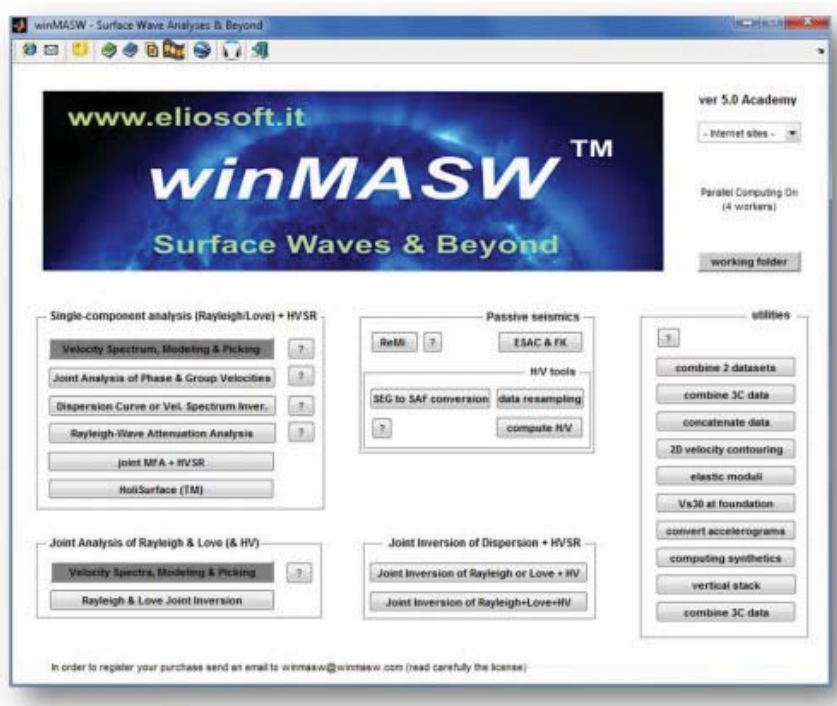 winMASW - Surface Wave Analyses & Beyond
www.eliosoft.it
winMASW™
Surface Waves & Beyond
ver 5.0 Academy
- Internet sites -
Parallel Computing On
(4 workers)
working folder
Single-component analysis (Rayleigh/Love) + HVSR
Velocity Spectrum, Modeling & Picking ?
Joint Analysis of Phase & Group Velocities ?
Dispersion Curve or Vel. Spectrum Inver. ?
Rayleigh-Wave Attenuation Analysis ?
joint MFA + HVSR
HoliSurface (TM)
Passive seismics
ReMi ? ESAC & FK
H/V tools
SEG to SAF conversion data resampling
? compute H/V
utilities
?
combine 2 datasets
combine 3C data
concatenate data
2D velocity contouring
elastic moduli
Vs30 at foundation
convert accelerograms
computing synthetics
vertical stack
combine 3C data
Joint Analysis of Rayleigh & Love (& HV)
Velocity Spectra, Modeling & Picking ?
Rayleigh & Love Joint Inversion
Joint Inversion of Dispersion + HVSR
Joint Inversion of Rayleigh or Love + HV
Joint Inversion of Rayleigh+Love+HV
In order to register your purchase send an email to winmasw@winmasw.com (read carefully the license)